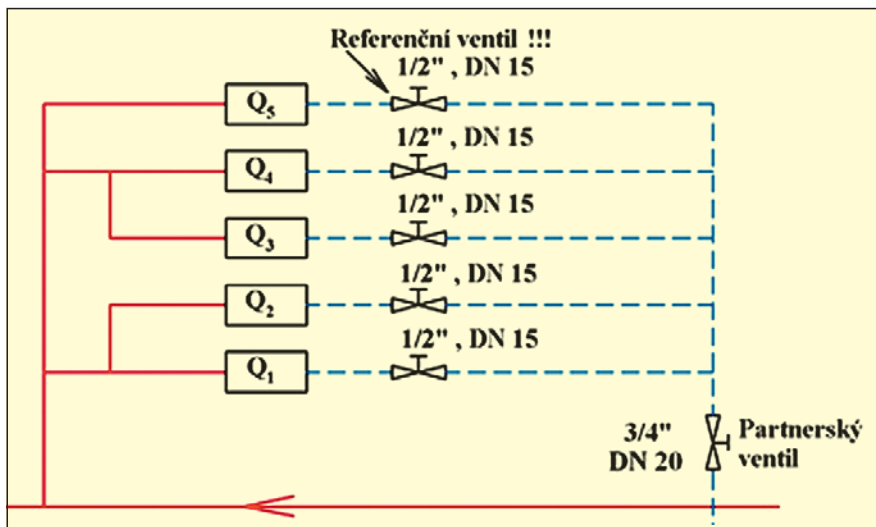 Referenční ventil !!!
1/2" , DN 15
Q5
1/2" , DN 15
Q4
1/2" , DN 15
Q3
1/2" , DN 15
Q2
1/2" , DN 15
Q1
3/4"
DN 20
Partnerský
ventil